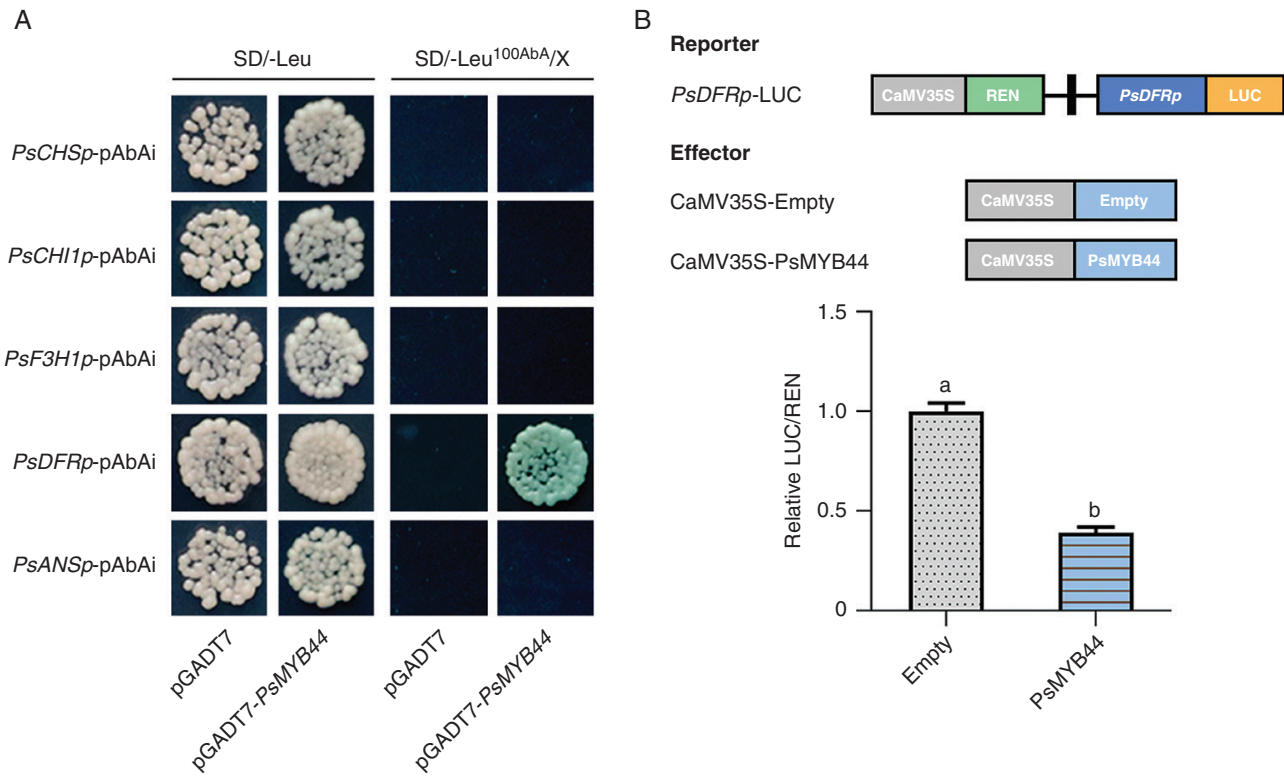 A
SD/-Leu
SD/-Leu100AbA/X
PsCHSp-pAbAi
PsCHI1p-pAbAi
PsF3H1p-pAbAi
PsDFRp-pAbAi
PsANSp-pAbAi
pGADT7
pGADT7-PsMYB44
pGADT7
pGADT7-PsMYB44
B
Reporter
PsDFRp-LUC
CaMV35S
REN
PsDFRp
LUC
Effector
CaMV35S-Empty
CaMV35S
Empty
CaMV35S-PsMYB44
CaMV35S
PsMYB44
Relative LUC/REN
1.5
1.0
0.5
0
a
b
Empty
PsMYB44